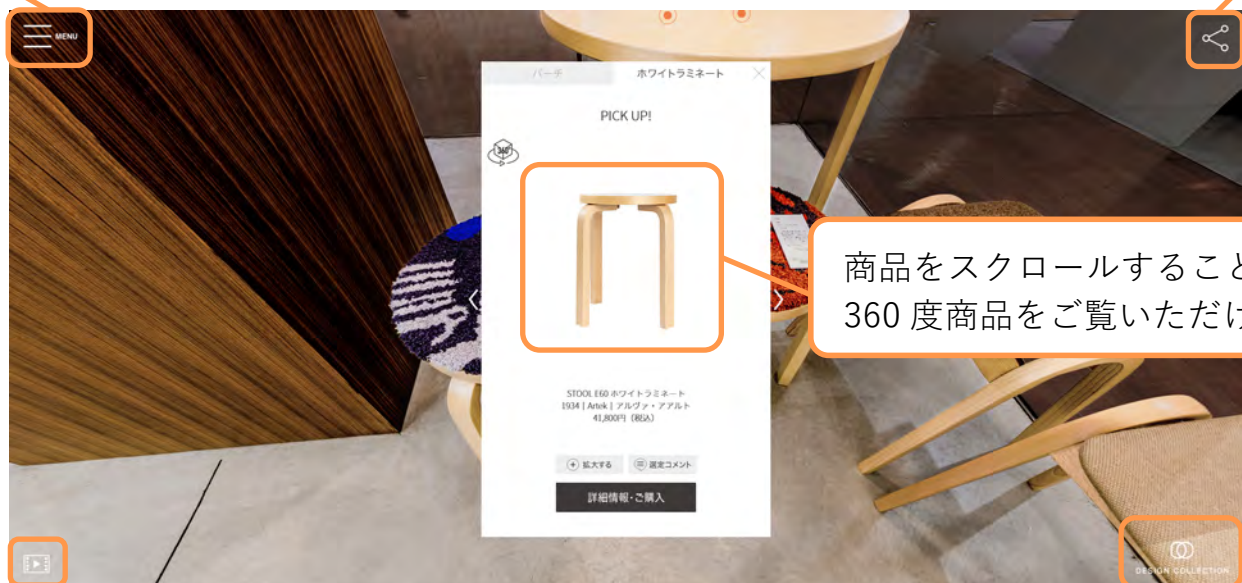 MENU
バーチ
ホワイトラミネート
PICK UP!
360°
商品をスクロールすること
360 度商品をご覧いただけ
STOOL E60 ホワイトラミネート
1934 | Artek | アルヴァ・アアルト
41,800円（税込）
拡大する
選定コメント
詳細情報・ご購入
DESIGN COLLECTION